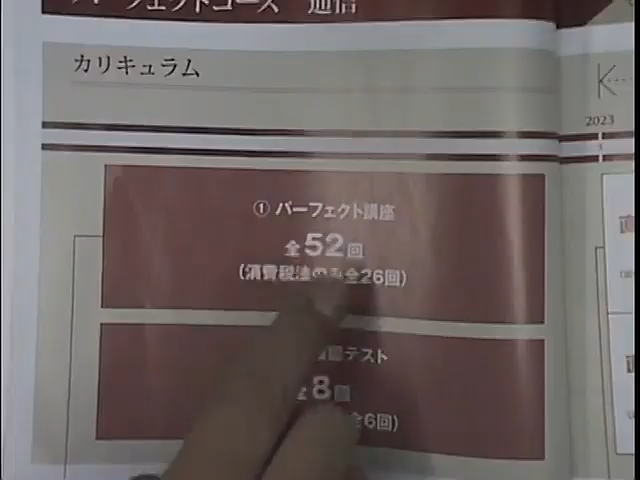 パーフェクトコース 通信
カリキュラム
2023
① パーフェクト講座
全52回
(消費税法のみ全26回)
テスト
全8回
全6回)